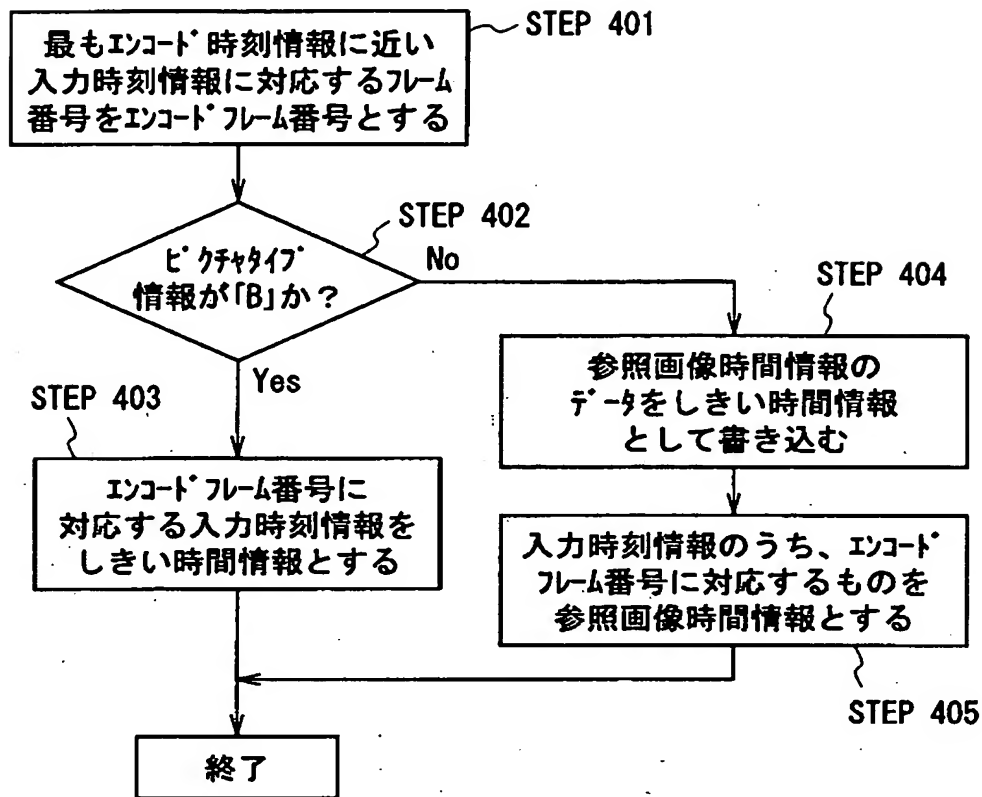 STEP 401
最もｴﾝｺｰﾄﾞ時刻情報に近い
入力時刻情報に対応するﾌﾚｰﾑ
番号をｴﾝｺｰﾄﾞﾌﾚｰﾑ番号とする
STEP 402
ﾋﾟｸﾁｬﾀｲﾌﾟ
情報が「B」か？
No
Yes
STEP 404
参照画像時間情報の
ﾃﾞｰﾀをしきい時間情報
として書き込む
STEP 403
ｴﾝｺｰﾄﾞﾌﾚｰﾑ番号に
対応する入力時刻情報を
しきい時間情報とする
入力時刻情報のうち、ｴﾝｺｰﾄﾞ
ﾌﾚｰﾑ番号に対応するものを
参照画像時間情報とする
STEP 405
終了